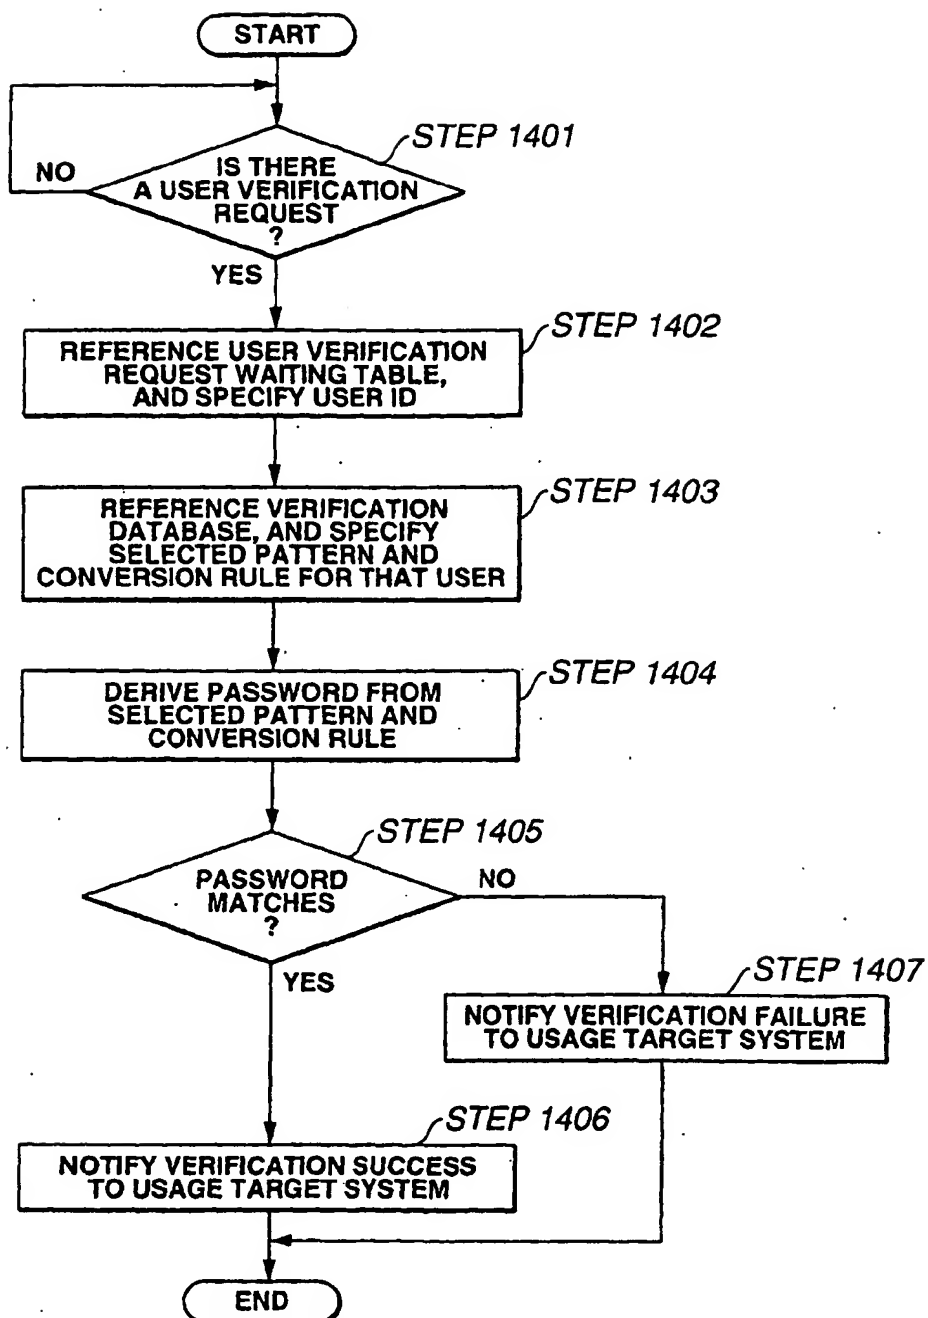 START
STEP 1401
NO
IS THERE
A USER VERIFICATION
REQUEST
?
YES
STEP 1402
REFERENCE USER VERIFICATION
REQUEST WAITING TABLE,
AND SPECIFY USER ID
STEP 1403
REFERENCE VERIFICATION
DATABASE, AND SPECIFY
SELECTED PATTERN AND
CONVERSION RULE FOR THAT USER
STEP 1404
DERIVE PASSWORD FROM
SELECTED PATTERN AND
CONVERSION RULE
STEP 1405
PASSWORD
MATCHES
?
NO
YES
STEP 1407
NOTIFY VERIFICATION FAILURE
TO USAGE TARGET SYSTEM
STEP 1406
NOTIFY VERIFICATION SUCCESS
TO USAGE TARGET SYSTEM
END